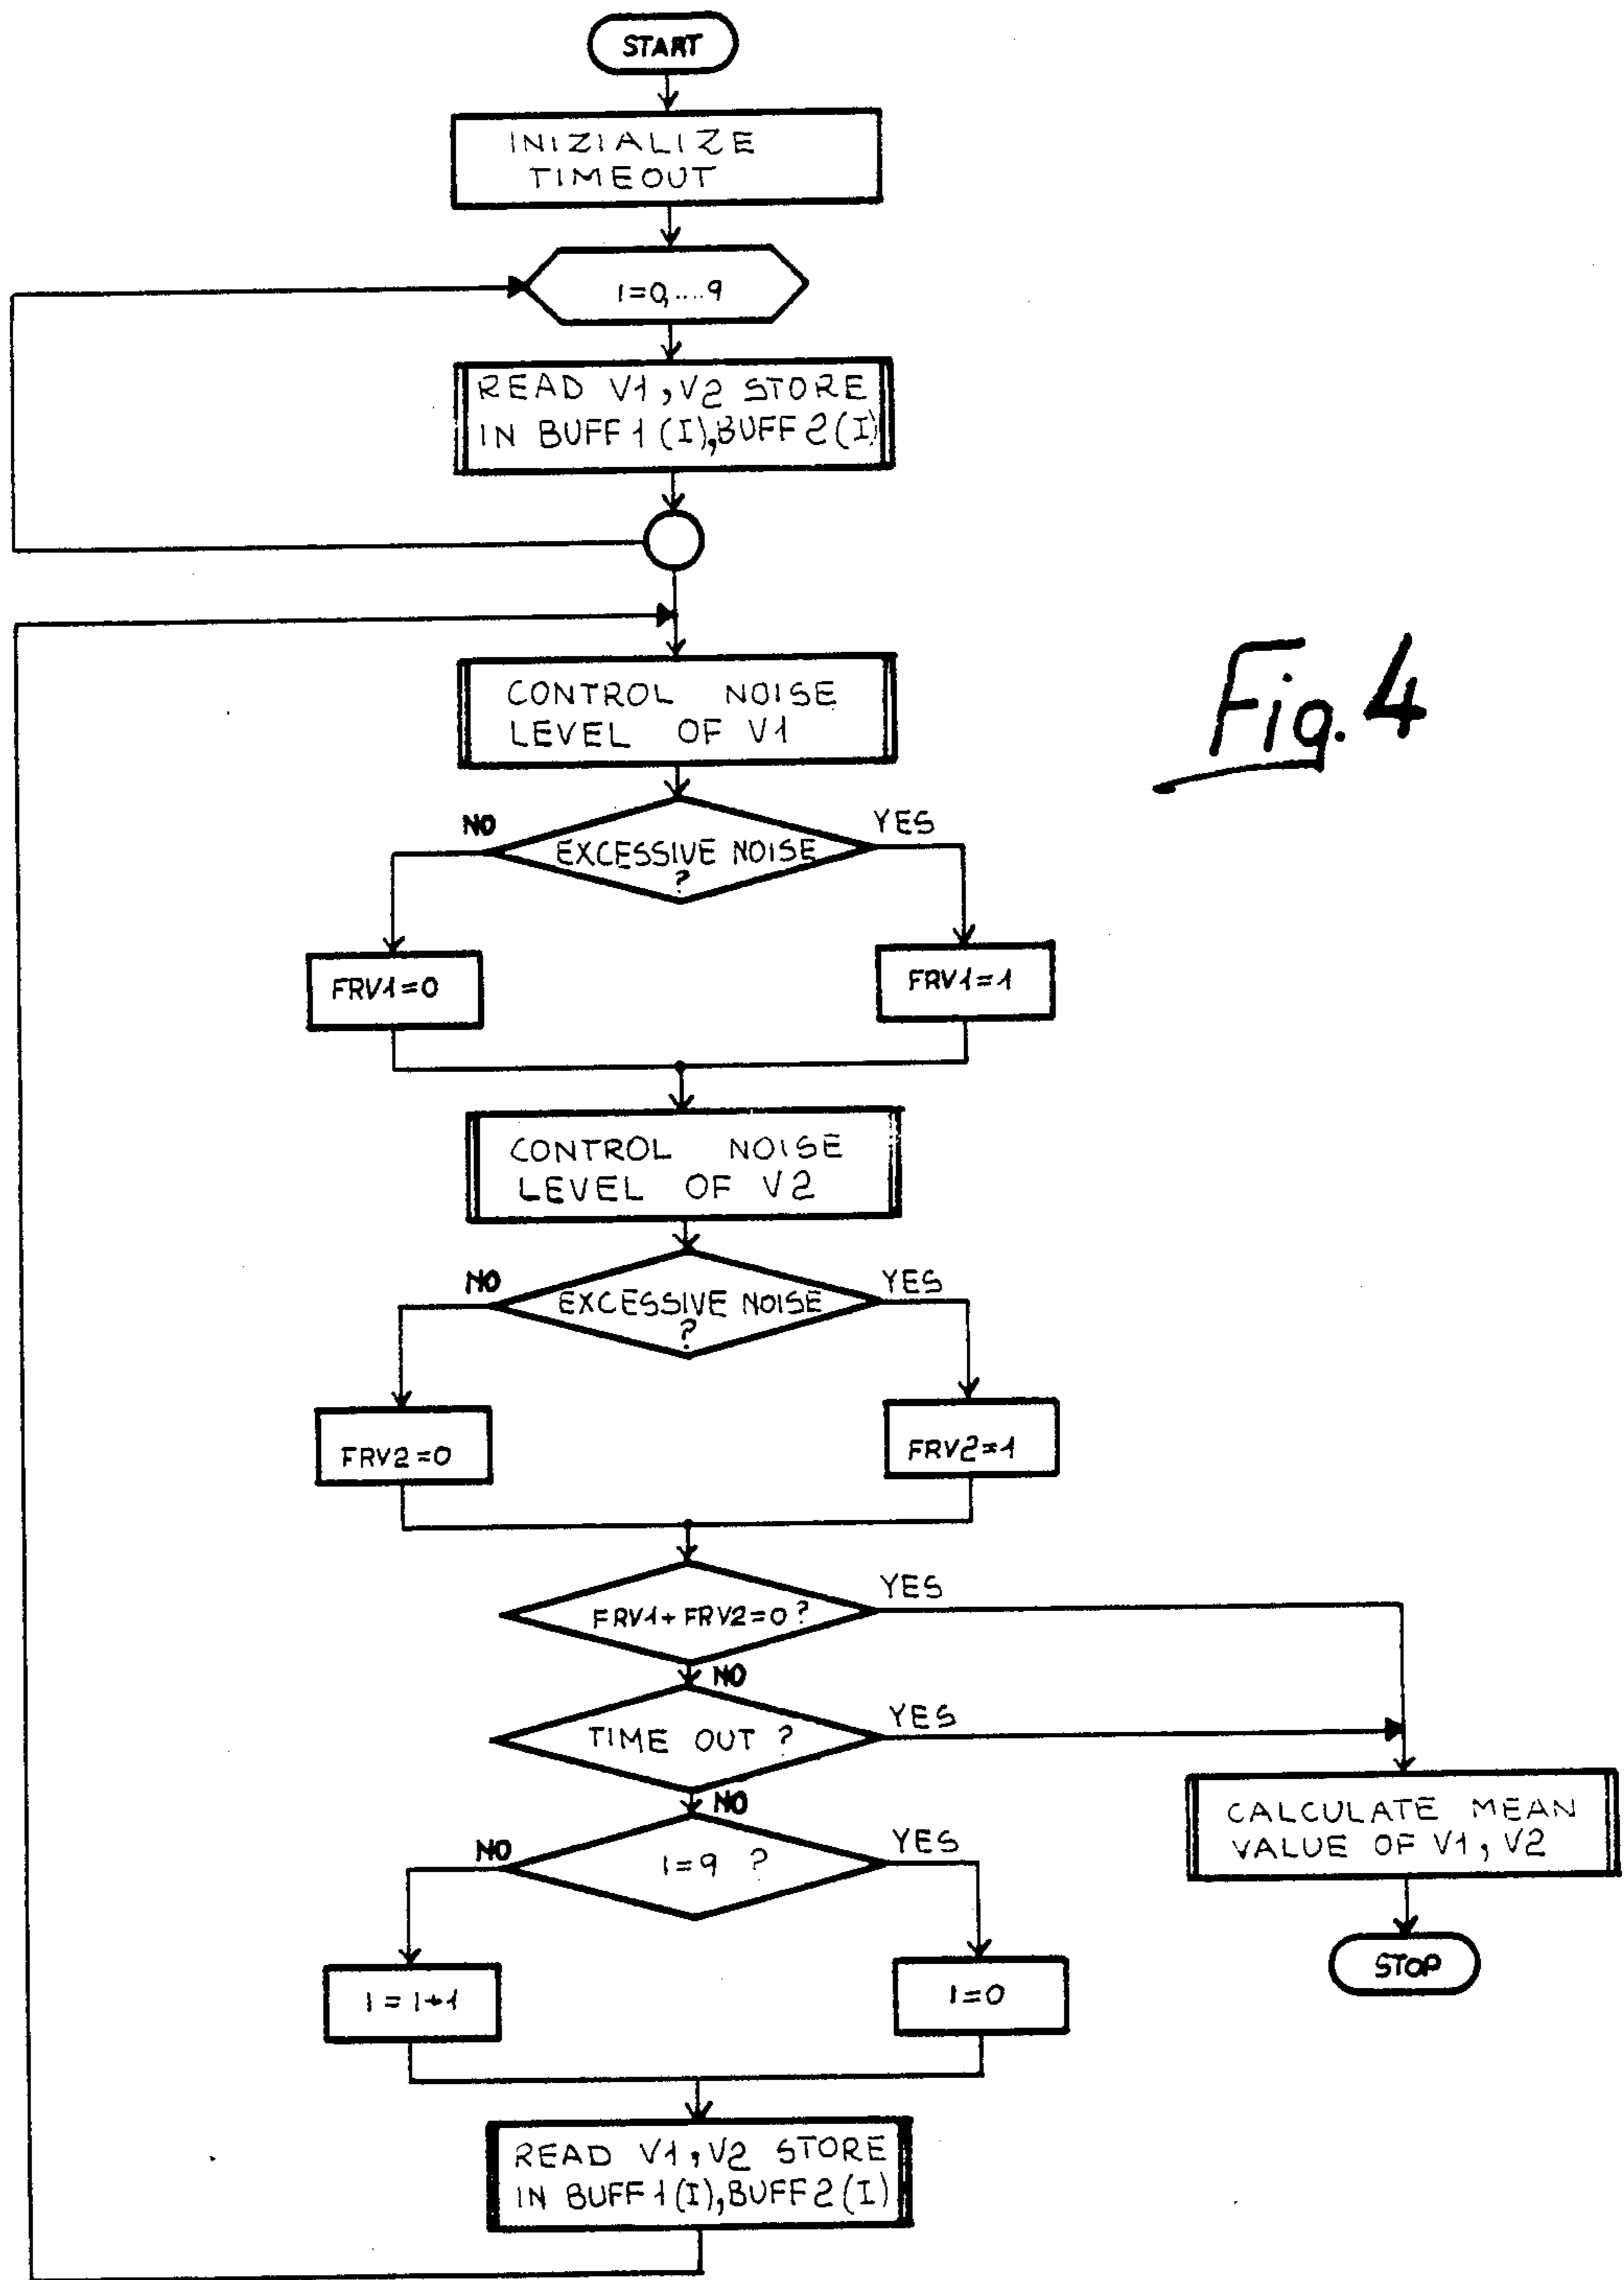 START
INIZIALIZE
TIMEOUT
I=0,....9
READ V1,V2 STORE
IN BUFF1(I),BUFF2(I)
CONTROL NOISE
LEVEL OF V1
Fig. 4
NO
YES
EXCESSIVE NOISE
?
FRV1=0
FRV1=1
CONTROL NOISE
LEVEL OF V2
NO
YES
EXCESSIVE NOISE
?
FRV2=0
FRV2=1
YES
FRV1+FRV2=0?
NO
YES
TIME OUT ?
NO
CALCULATE MEAN
VALUE OF V1, V2
NO
YES
I=9 ?
STOP
I=I+1
I=0
READ V1,V2 STORE
IN BUFF1(I),BUFF2(I)